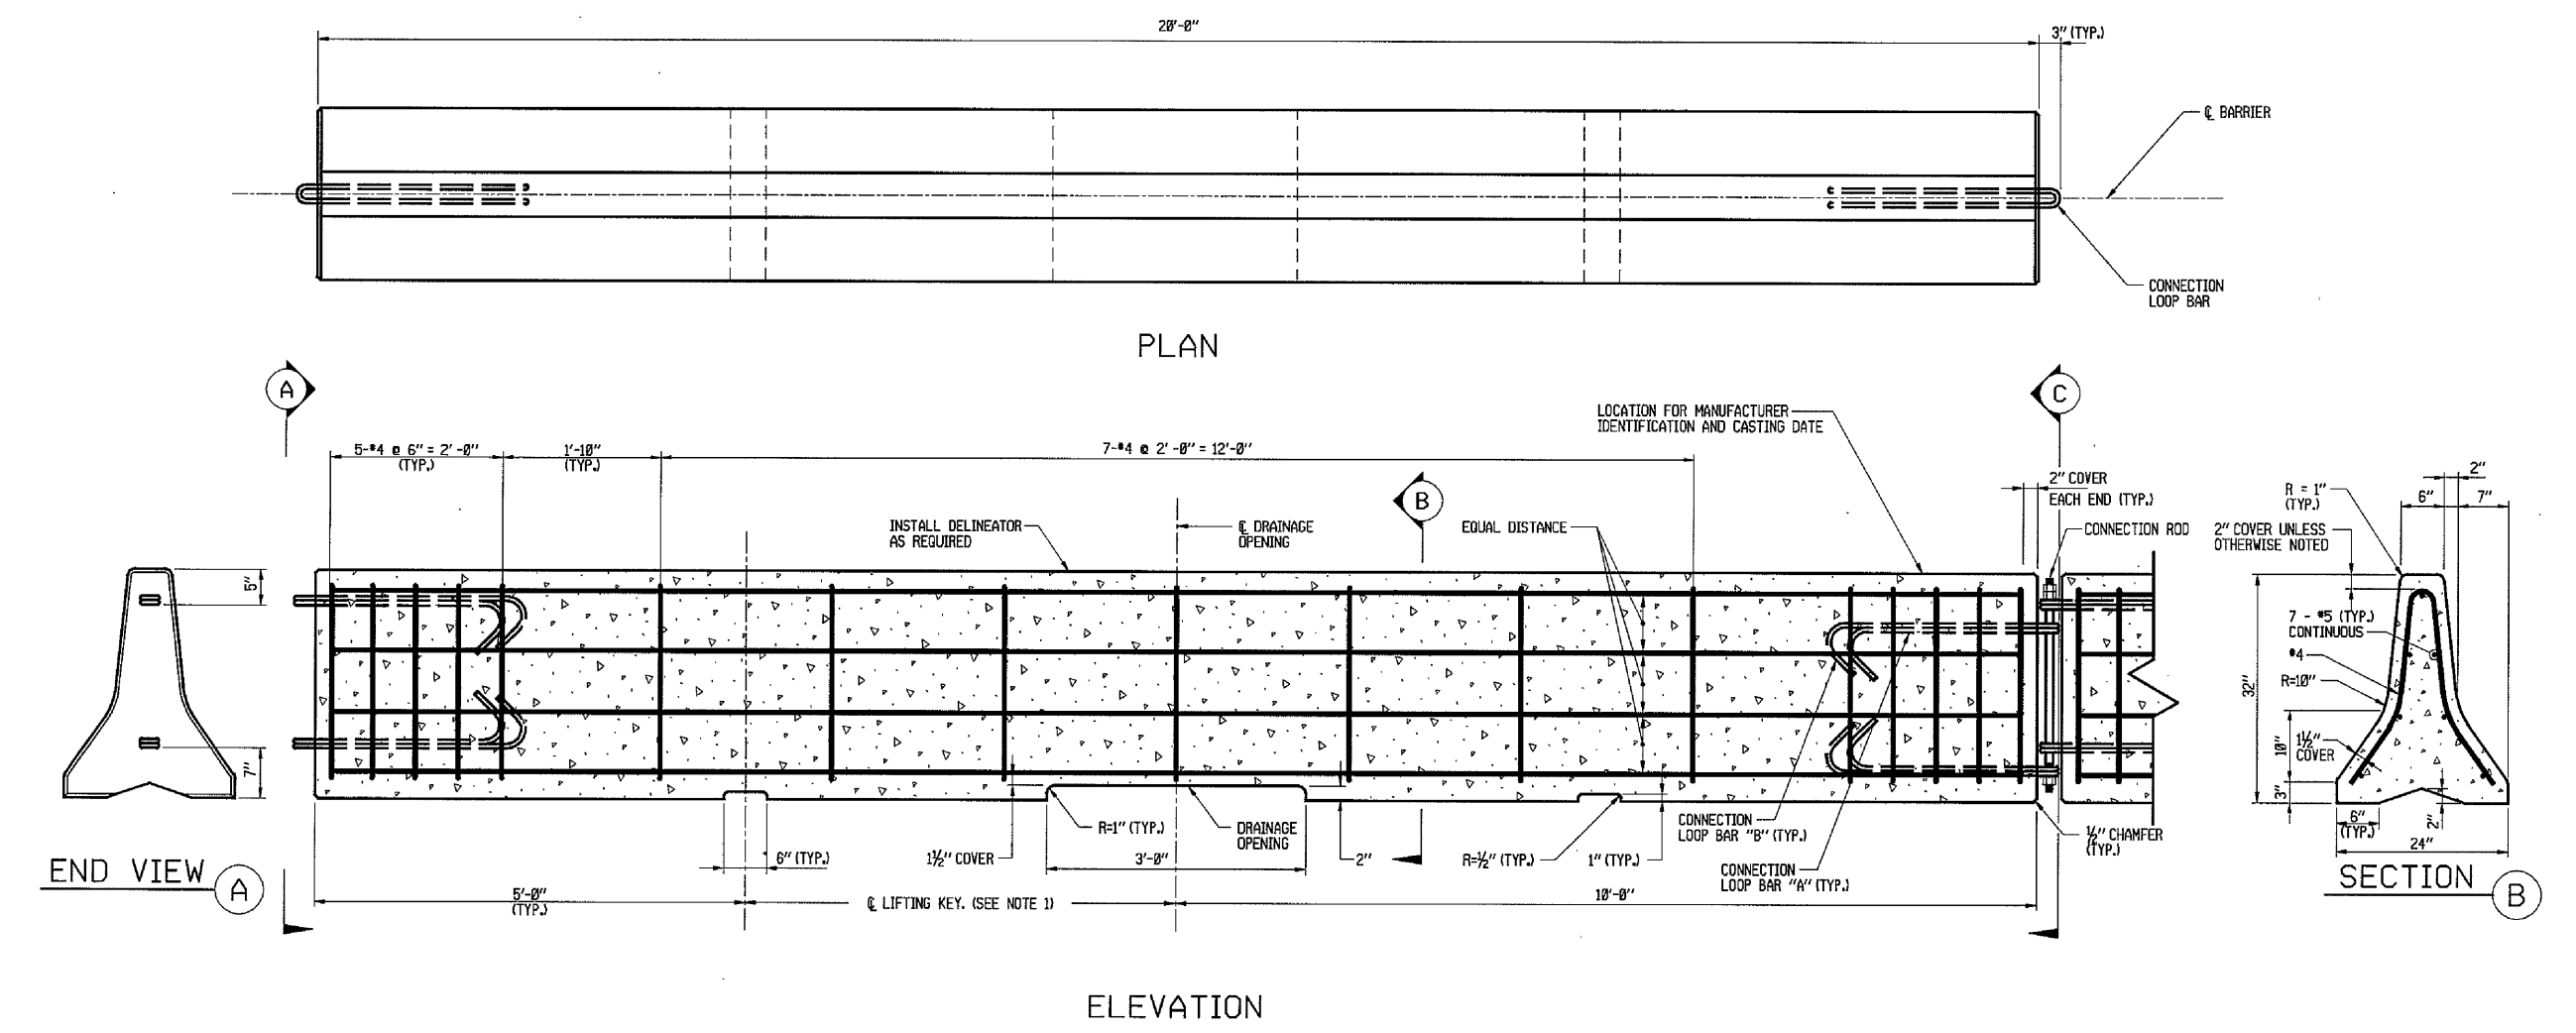 20'-0"
3" (TYP.)
℄ BARRIER
CONNECTION
LOOP BAR
PLAN
A
C
LOCATION FOR MANUFACTURER
IDENTIFICATION AND CASTING DATE
5-#4 @ 6" = 2'-0"
(TYP.)
1'-10"
(TYP.)
7-#4 @ 2'-0" = 12'-0"
B
2" COVER
EACH END (TYP.)
INSTALL DELINEATOR
AS REQUIRED
℄ DRAINAGE
OPENING
EQUAL DISTANCE
CONNECTION ROD
R = 1"
(TYP.)
6"
2"
7"
2" COVER UNLESS
OTHERWISE NOTED
5"
7"
7 - #5 (TYP.)
CONTINUOUS
#4
R=10"
32"
10"
1½"
COVER
3"
6"
(TYP.)
2"
24"
R=1" (TYP.)
DRAINAGE
OPENING
CONNECTION
LOOP BAR "B" (TYP.)
½" CHAMFER
(TYP.)
6" (TYP.)
1½" COVER
3'-0"
2"
R=½" (TYP.)
1" (TYP.)
CONNECTION
LOOP BAR "A" (TYP.)
5'-0"
(TYP.)
℄ LIFTING KEY. (SEE NOTE 1)
10'-0"
END VIEW A
SECTION B
ELEVATION